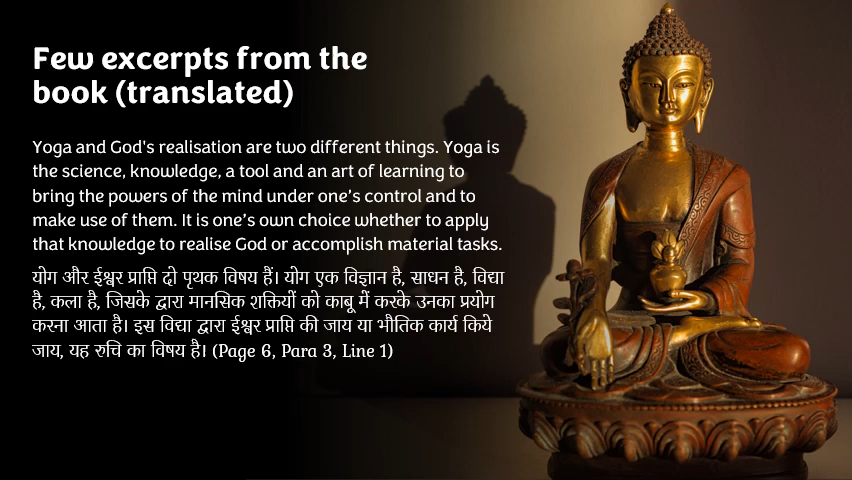 Few excerpts from the
book (translated)
Yoga and God's realisation are two different things. Yoga is
the science, knowledge, a tool and an art of learning to
bring the powers of the mind under one's control and to
make use of them. It is one's own choice whether to apply
that knowledge to realise God or accomplish material tasks.
योग और ईश्वर प्राप्ति दो पृथक विषय हैं। योग एक विज्ञान है, साधन है, विद्या
है, कला है, जिसके द्वारा मानसिक शक्तियों को काबू में करके उनका प्रयोग
करना आता है। इस विद्या द्वारा ईश्वर प्राप्ति की जाय या भौतिक कार्य किये
जाय, यह रुचि का विषय है। (Page 6, Para 3, Line 1)